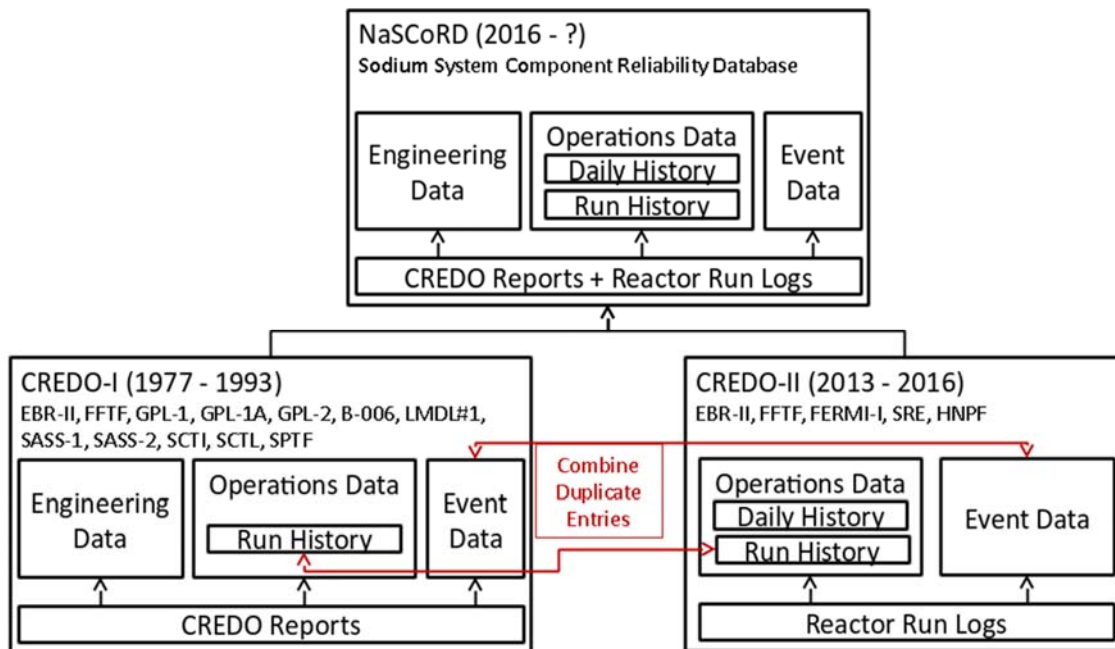 NaSCoRD (2016 - ?)
Sodium System Component Reliability Database
Engineering
Data
Operations Data
Daily History
Run History
Event
Data
CREDO Reports + Reactor Run Logs
CREDO-I (1977 - 1993)
EBR-II, FFTF, GPL-1, GPL-1A, GPL-2, B-006, LMDL#1,
SASS-1, SASS-2, SCTI, SCTL, SPTF
Engineering
Data
Operations Data
Run History
Event
Data
CREDO Reports
Combine
Duplicate
Entries
CREDO-II (2013 - 2016)
EBR-II, FFTF, FERMI-I, SRE, HNPF
Operations Data
Daily History
Run History
Event Data
Reactor Run Logs